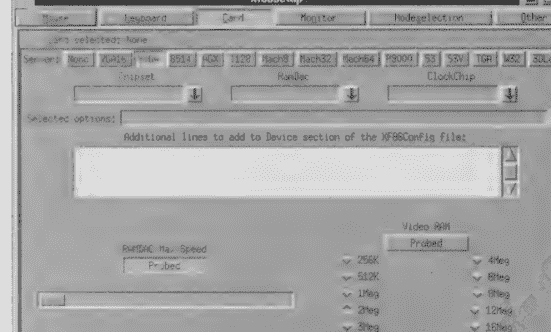 Mouse Keyboard Card Monitor Modeselection Other
Card selected: None
Server: Mono VGA16 SVGA 8514 AGX I128 Mach8 Mach32 Mach64 P9000 S3 S3V TGA W32
Chipset RamDac ClockChip
Selected options:
Additional lines to add to Device section of the XF86Config file:
Video RAM
RAMDAC Max Speed Probed
Probed
256K 4Meg
512K 6Meg
1Meg 8Meg
2Meg 12Meg
3Meg 16Meg